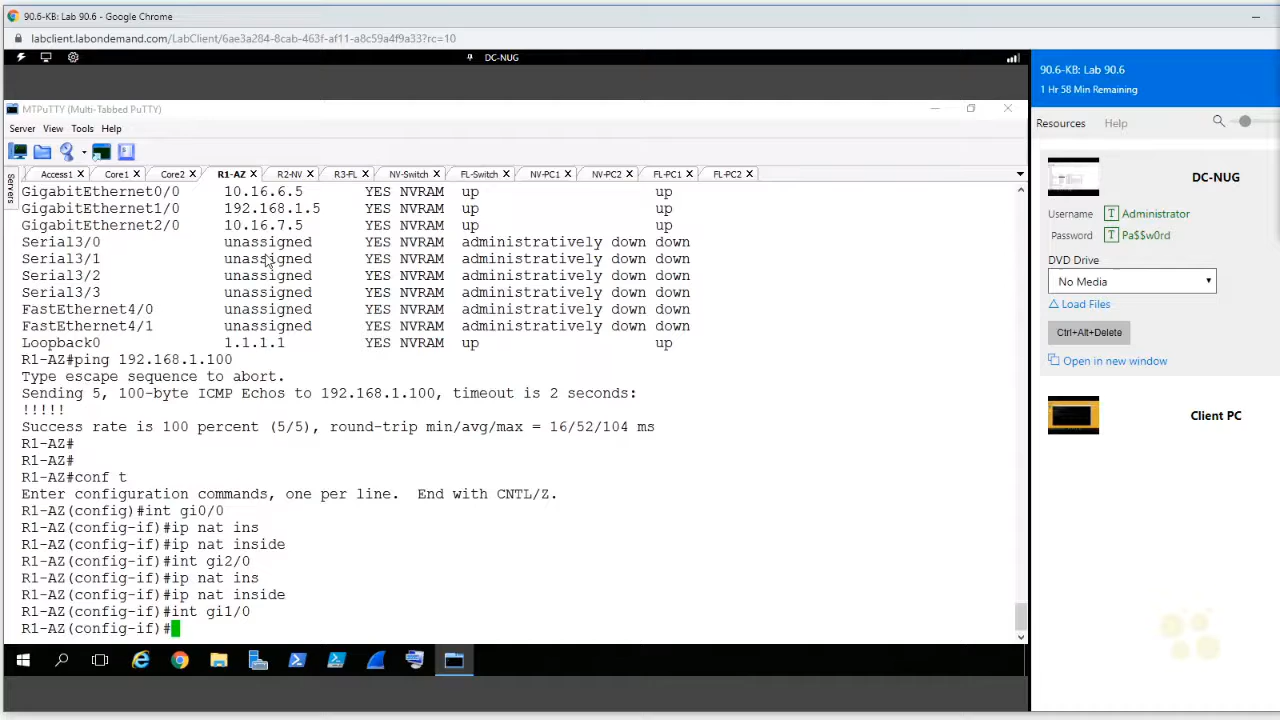 90.6-KB: Lab 90.6 - Google Chrome
labclient.labondemand.com/LabClient/6ae3a284-8cab-463f-af11-a8c59a4f9a33?rc=10
DC-NUG
90.6-KB: Lab 90.6
1 Hr 58 Min Remaining
MTPuTTY (Multi-Tabbed PuTTY)
Server View Tools Help
Resources Help
Servers
Access1 Core1 Core2 R1-AZ R2-NV R3-FL NV-Switch FL-Switch NV-PC1 NV-PC2 FL-PC1 FL-PC2
GigabitEthernet0/0 10.16.6.5 YES NVRAM up up
GigabitEthernet1/0 192.168.1.5 YES NVRAM up up
GigabitEthernet2/0 10.16.7.5 YES NVRAM up up
Serial3/0 unassigned YES NVRAM administratively down down
Serial3/1 unassigned YES NVRAM administratively down down
Serial3/2 unassigned YES NVRAM administratively down down
Serial3/3 unassigned YES NVRAM administratively down down
FastEthernet4/0 unassigned YES NVRAM administratively down down
FastEthernet4/1 unassigned YES NVRAM administratively down down
Loopback0 1.1.1.1 YES NVRAM up up
R1-AZ#ping 192.168.1.100
Type escape sequence to abort.
Sending 5, 100-byte ICMP Echos to 192.168.1.100, timeout is 2 seconds:
!!!!!
Success rate is 100 percent (5/5), round-trip min/avg/max = 16/52/104 ms
R1-AZ#
R1-AZ#
R1-AZ#conf t
Enter configuration commands, one per line. End with CNTL/Z.
R1-AZ(config)#int gi0/0
R1-AZ(config-if)#ip nat ins
R1-AZ(config-if)#ip nat inside
R1-AZ(config-if)#int gi2/0
R1-AZ(config-if)#ip nat ins
R1-AZ(config-if)#ip nat inside
R1-AZ(config-if)#int gi1/0
R1-AZ(config-if)#
DC-NUG
Username T Administrator
Password T Pa$$w0rd
DVD Drive
No Media
Load Files
Ctrl+Alt+Delete
Open in new window
Client PC